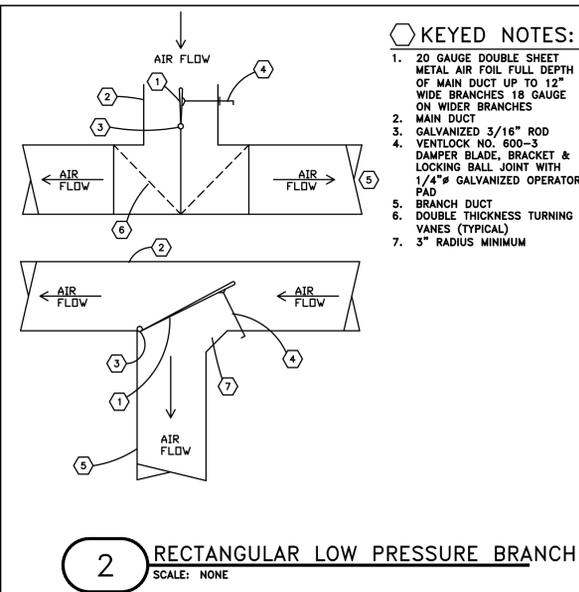 AIR FLOW
1
4
2
3
AIR FLOW
AIR FLOW
5
6
2
AIR FLOW
AIR FLOW
3
4
7
1
AIR FLOW
5
KEYED NOTES:
1. 20 GAUGE DOUBLE SHEET
METAL AIR FOIL FULL DEPTH
OF MAIN DUCT UP TO 12"
WIDE BRANCHES 18 GAUGE
ON WIDER BRANCHES
2. MAIN DUCT
3. GALVANIZED 3/16" ROD
4. VENTLOCK NO. 600-3
DAMPER BLADE, BRACKET &
LOCKING BALL JOINT WITH
1/4"ø GALVANIZED OPERATOR
PAD
5. BRANCH DUCT
6. DOUBLE THICKNESS TURNING
VANES (TYPICAL)
7. 3" RADIUS MINIMUM
2
RECTANGULAR LOW PRESSURE BRANCH
SCALE: NONE